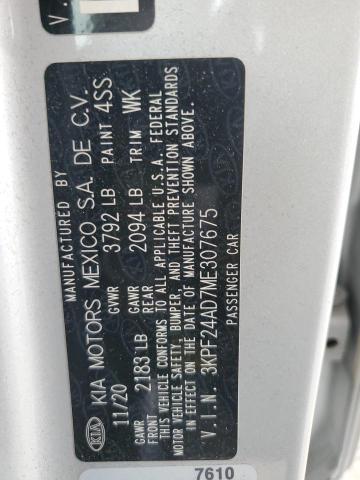 V.
MANUFACTURED BY
KIA KIA MOTORS MEXICO S.A. DE C.V.
11/20 GVWR 3792 LB PAINT 4SS
GAWR FRONT 2183 LB GAWR REAR 2094 LB TRIM WK
THIS VEHICLE CONFORMS TO ALL APPLICABLE U.S.A. FEDERAL
MOTOR VEHICLE SAFETY, BUMPER, AND THEFT PREVENTION STANDARDS
IN EFFECT ON THE DATE OF MANUFACTURE SHOWN ABOVE.
V.I.N. 3KPF24AD7ME307675
PASSENGER CAR
7610